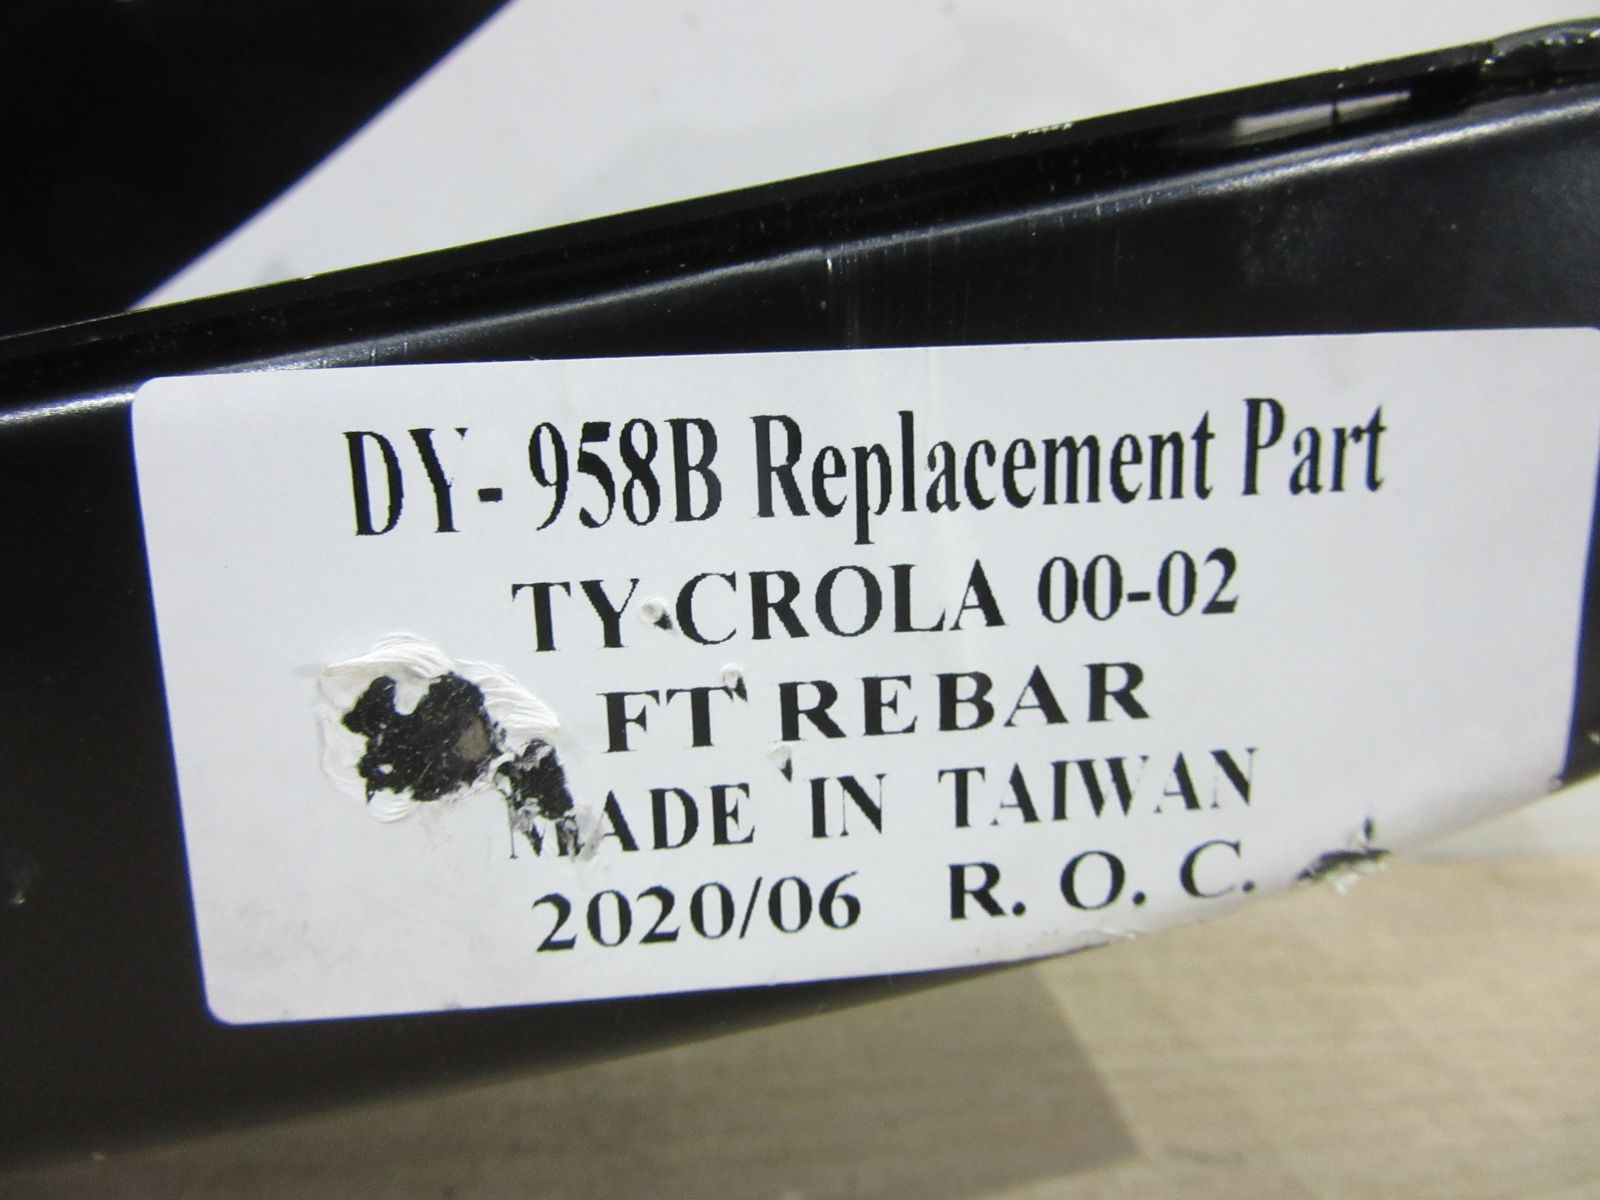 DY- 958B Replacement Part
TY CROLA 00-02
FT REBAR
MADE IN TAIWAN
2020/06 R. O. C.